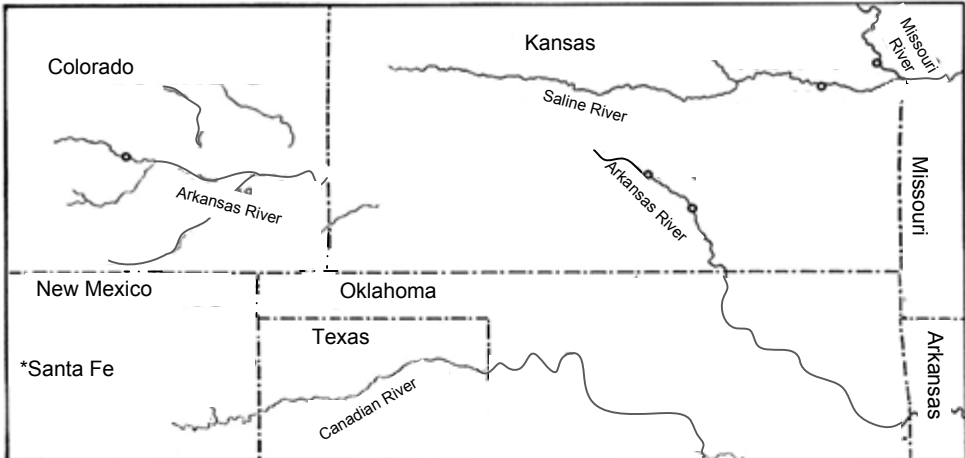 Colorado
Kansas
Missouri
River
Saline River
Arkansas River
Arkansas River
Missouri
New Mexico
Oklahoma
Texas
*Santa Fe
Canadian River
Arkansas